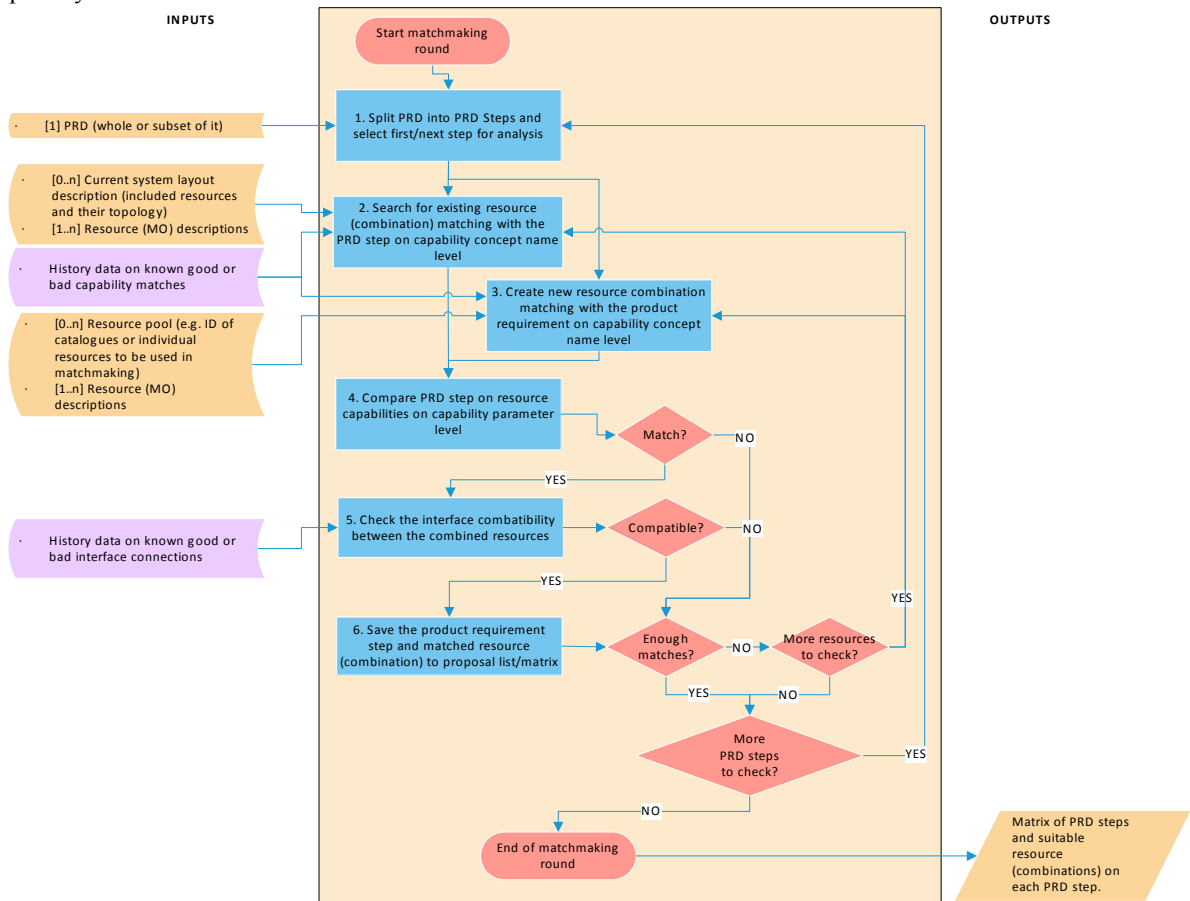 INPUTS
OUTPUTS
Start matchmaking
round
· [1] PRD (whole or subset of it)
1. Split PRD into PRD Steps and
select first/next step for analysis
· [0..n] Current system layout
description (included resources
and their topology)
· [1..n] Resource (MO) descriptions
2. Search for existing resource
(combination) matching with the
PRD step on capability concept name
level
· History data on known good or
bad capability matches
3. Create new resource combination
matching with the product
requirement on capability concept
name level
· [0..n] Resource pool (e.g. ID of
catalogues or individual
resources to be used in
matchmaking)
· [1..n] Resource (MO)
descriptions
4. Compare PRD step on resource
capabilities on capability parameter
level
Match?
NO
YES
· History data on known good or
bad interface connections
5. Check the interface combatibility
between the combined resources
Compatible?
NO
YES
6. Save the product requirement
step and matched resource
(combination) to proposal list/matrix
Enough
matches?
NO
More resources
to check?
YES
YES
NO
More
PRD steps
to check?
YES
NO
End of matchmaking
round
Matrix of PRD steps
and suitable
resource
(combinations) on
each PRD step.